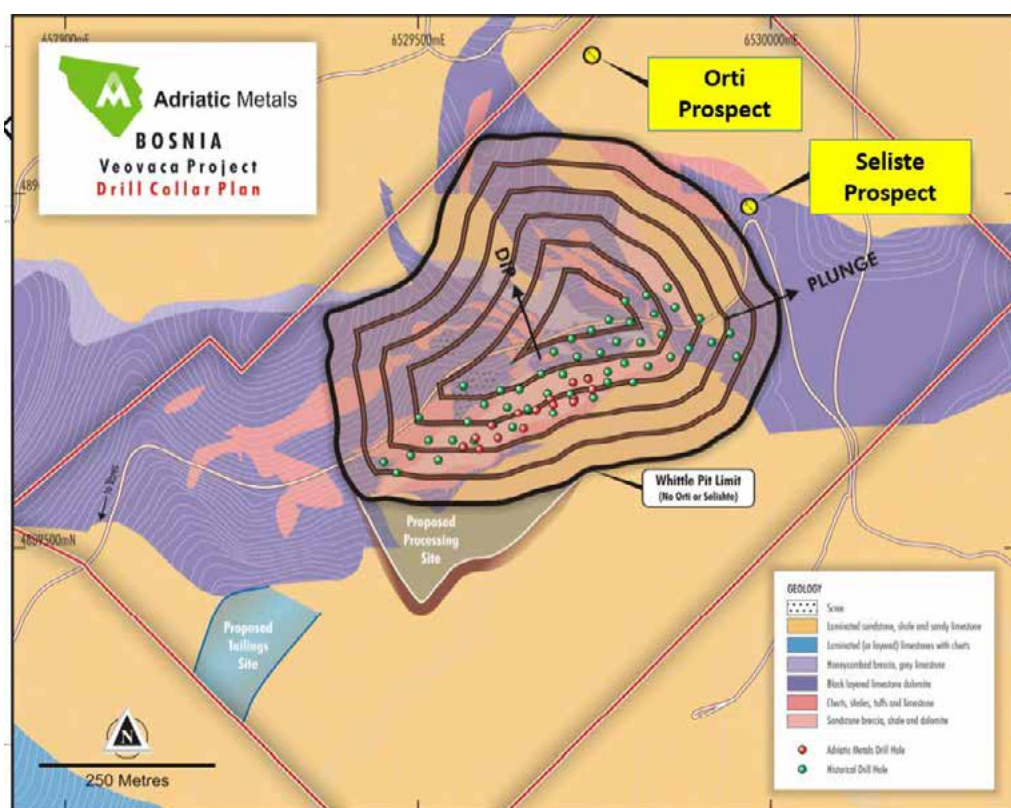 6529500mE
6530000mE
Adriatic Metals
BOSNIA
Veovaca Project
Drill Collar Plan
Orti
Prospect
Seliste
Prospect
DIP
PLUNGE
Whittle Pit Limit
(No Orti or Selishte)
Proposed
Processing
Site
4889500mN
Proposed
Tailings
Site
N
250 Metres
GEOLOGY
Scree
Laminated sandstone, shale and sandy limestone
Laminated (or layered) limestones with cherts
Honeycombed breccia, grey limestone
Black layered limestone dolomite
Cherts, shales, tuffs and limestone
Sandstone breccia, shale and dolomite
Adriatic Metals Drill Hole
Historical Drill Hole